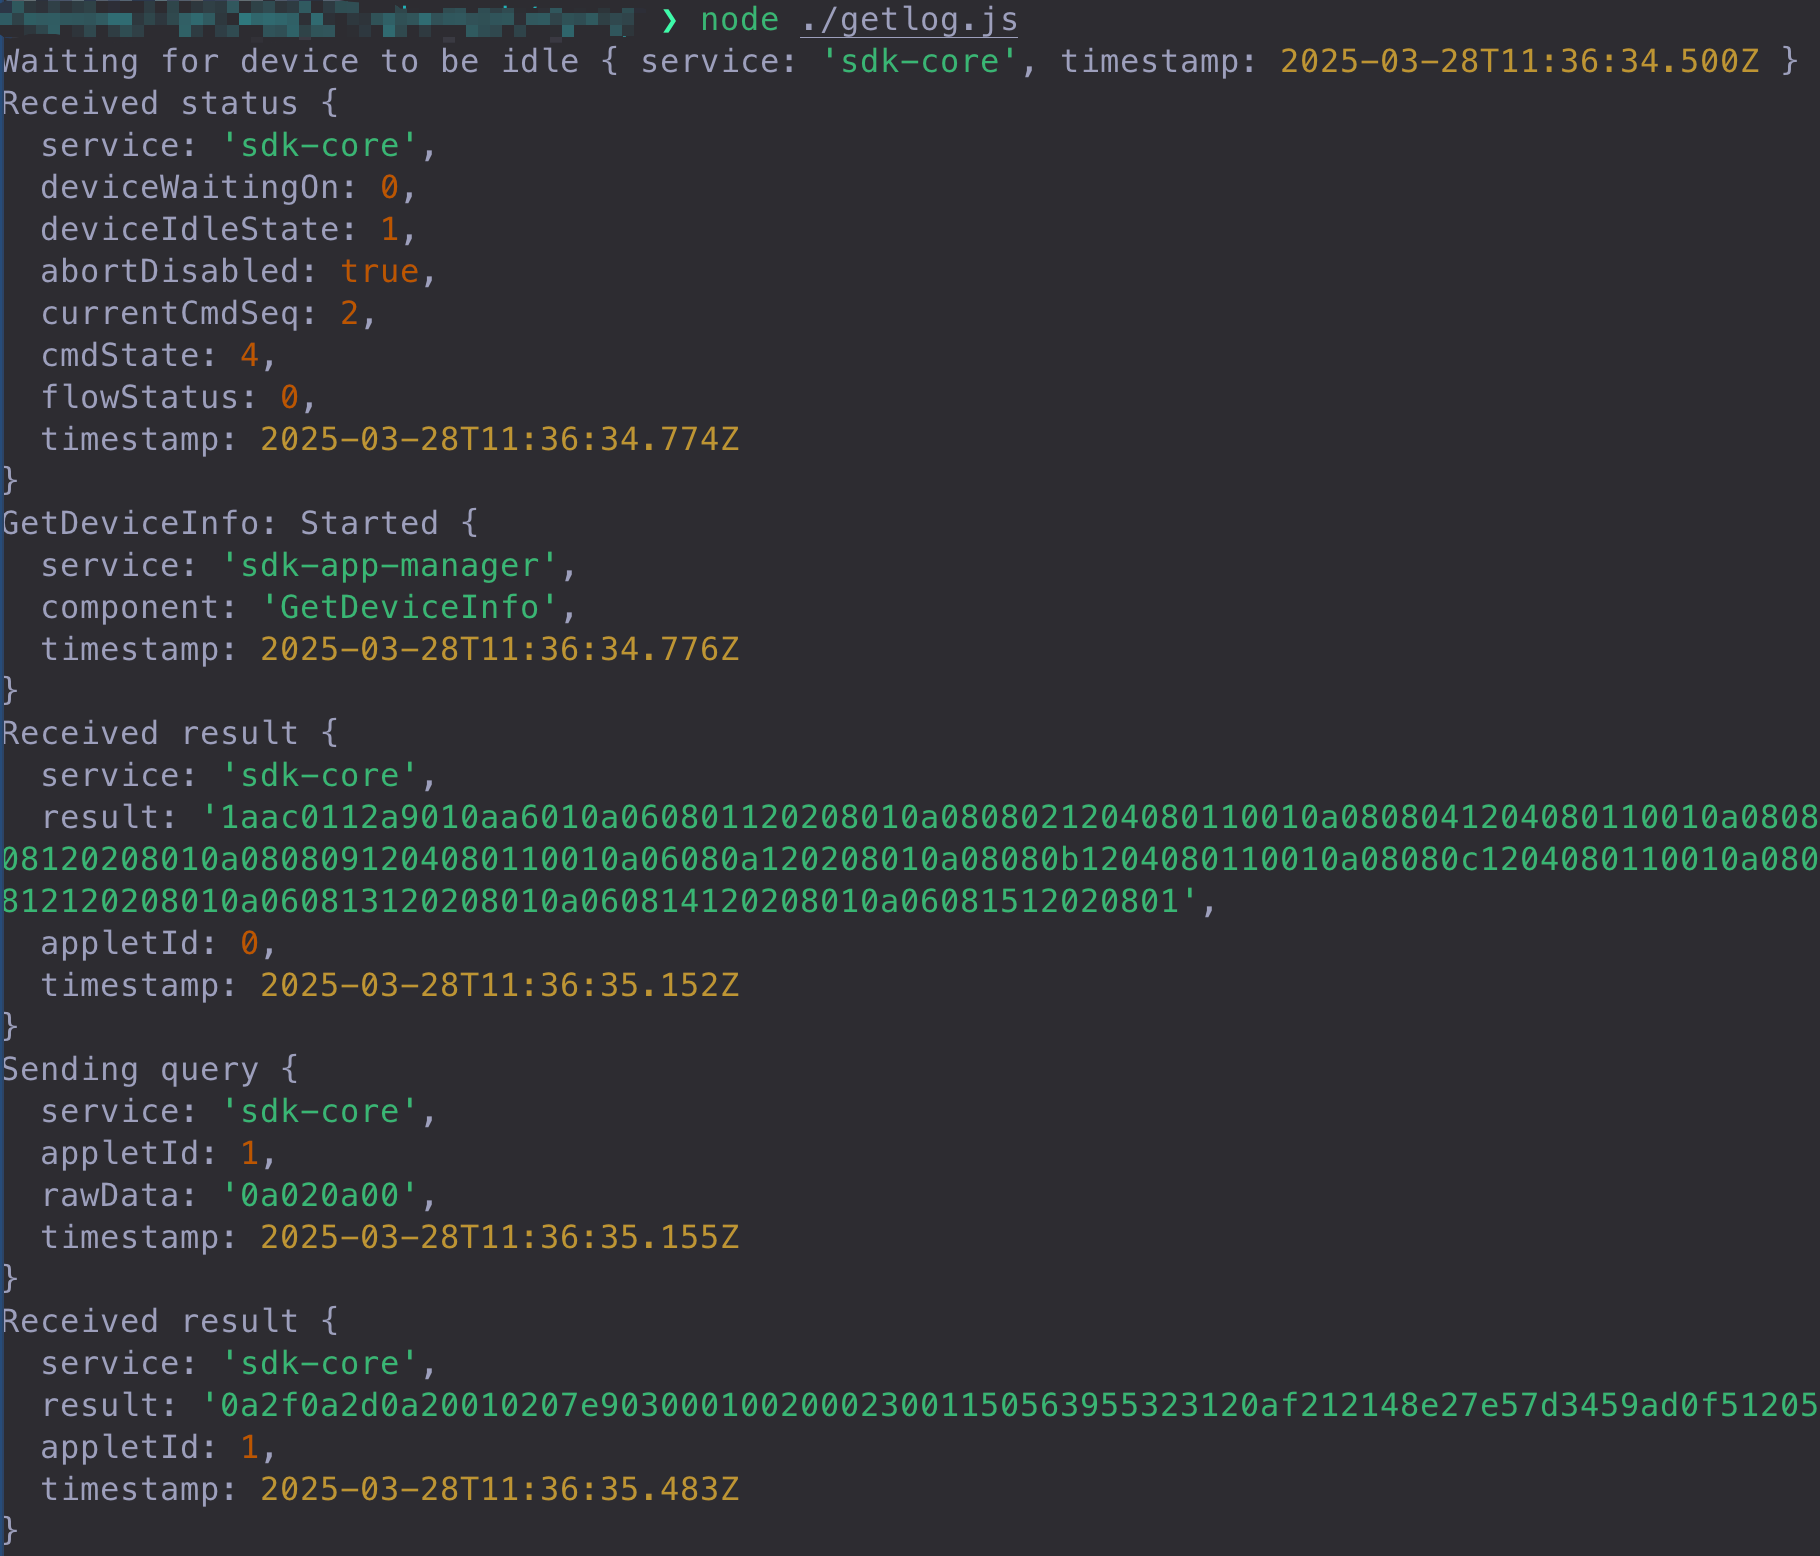 ❯ node ./getlog.js
Waiting for device to be idle { service: 'sdk-core', timestamp: 2025-03-28T11:36:34.500Z }
Received status {
  service: 'sdk-core',
  deviceWaitingOn: 0,
  deviceIdleState: 1,
  abortDisabled: true,
  currentCmdSeq: 2,
  cmdState: 4,
  flowStatus: 0,
  timestamp: 2025-03-28T11:36:34.774Z
}
GetDeviceInfo: Started {
  service: 'sdk-app-manager',
  component: 'GetDeviceInfo',
  timestamp: 2025-03-28T11:36:34.776Z
}
Received result {
  service: 'sdk-core',
  result: '1aac0112a9010aa6010a060801120208010a0808021204080110010a0808041204080110010a0808
08120208010a0808091204080110010a06080a120208010a08080b1204080110010a08080c1204080110010a080
812120208010a060813120208010a060814120208010a06081512020801',
  appletId: 0,
  timestamp: 2025-03-28T11:36:35.152Z
}
Sending query {
  service: 'sdk-core',
  appletId: 1,
  rawData: '0a020a00',
  timestamp: 2025-03-28T11:36:35.155Z
}
Received result {
  service: 'sdk-core',
  result: '0a2f0a2d0a20010207e903000100200023001150563955323120af212148e27e57d3459ad0f51205
  appletId: 1,
  timestamp: 2025-03-28T11:36:35.483Z
}